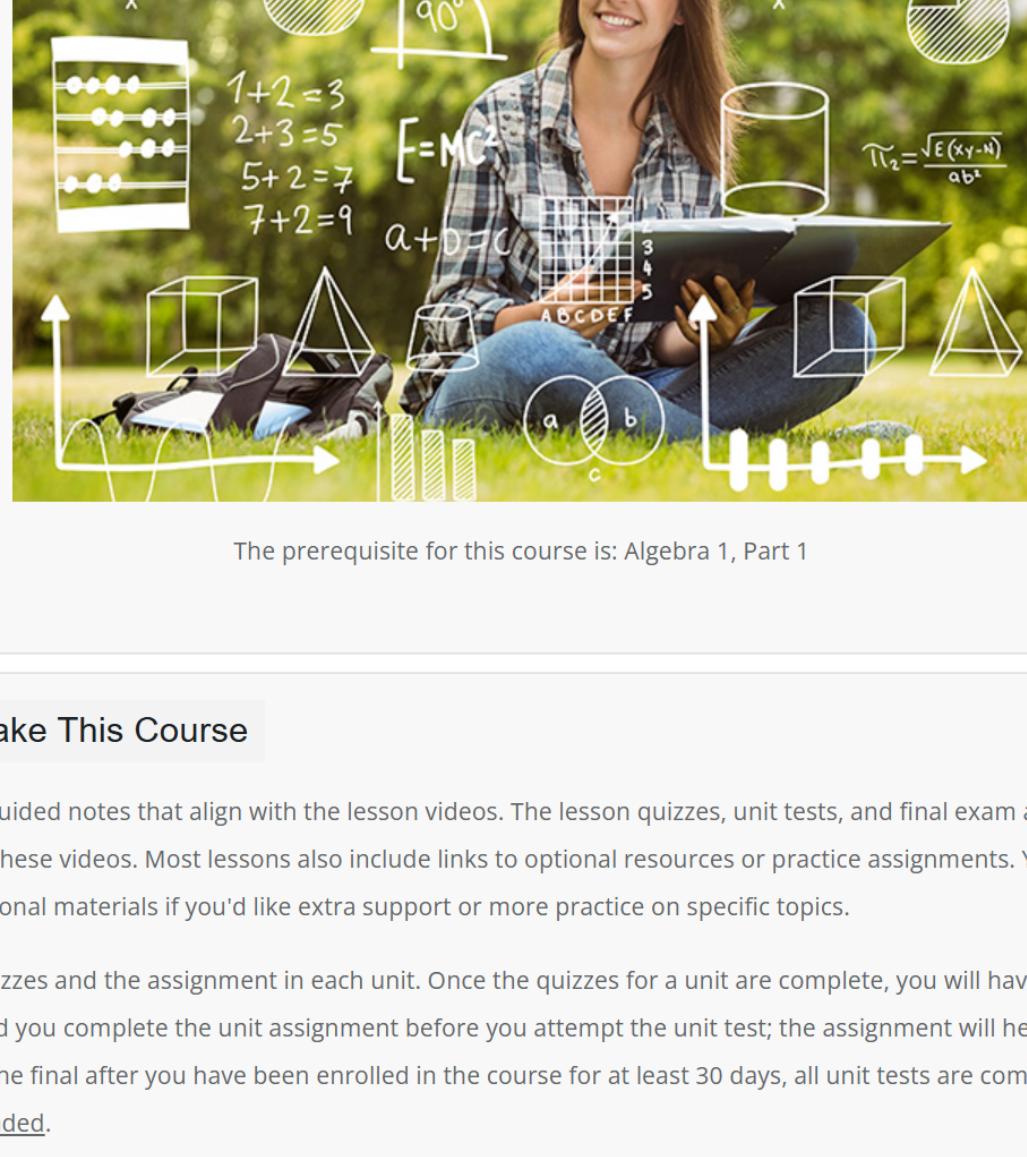 x x
90°
1+2=3
2+3=5
5+2=7
7+2=9
E=MC²
a+b=c
π₂=√E(xy-N)
ab²
2
3
4
5
A B C D E F
a b
c
The prerequisite for this course is: Algebra 1, Part 1
ake This Course
uided notes that align with the lesson videos. The lesson quizzes, unit tests, and final exam a
hese videos. Most lessons also include links to optional resources or practice assignments. Y
onal materials if you'd like extra support or more practice on specific topics.
zzes and the assignment in each unit. Once the quizzes for a unit are complete, you will hav
d you complete the unit assignment before you attempt the unit test; the assignment will he
he final after you have been enrolled in the course for at least 30 days, all unit tests are com
ded.